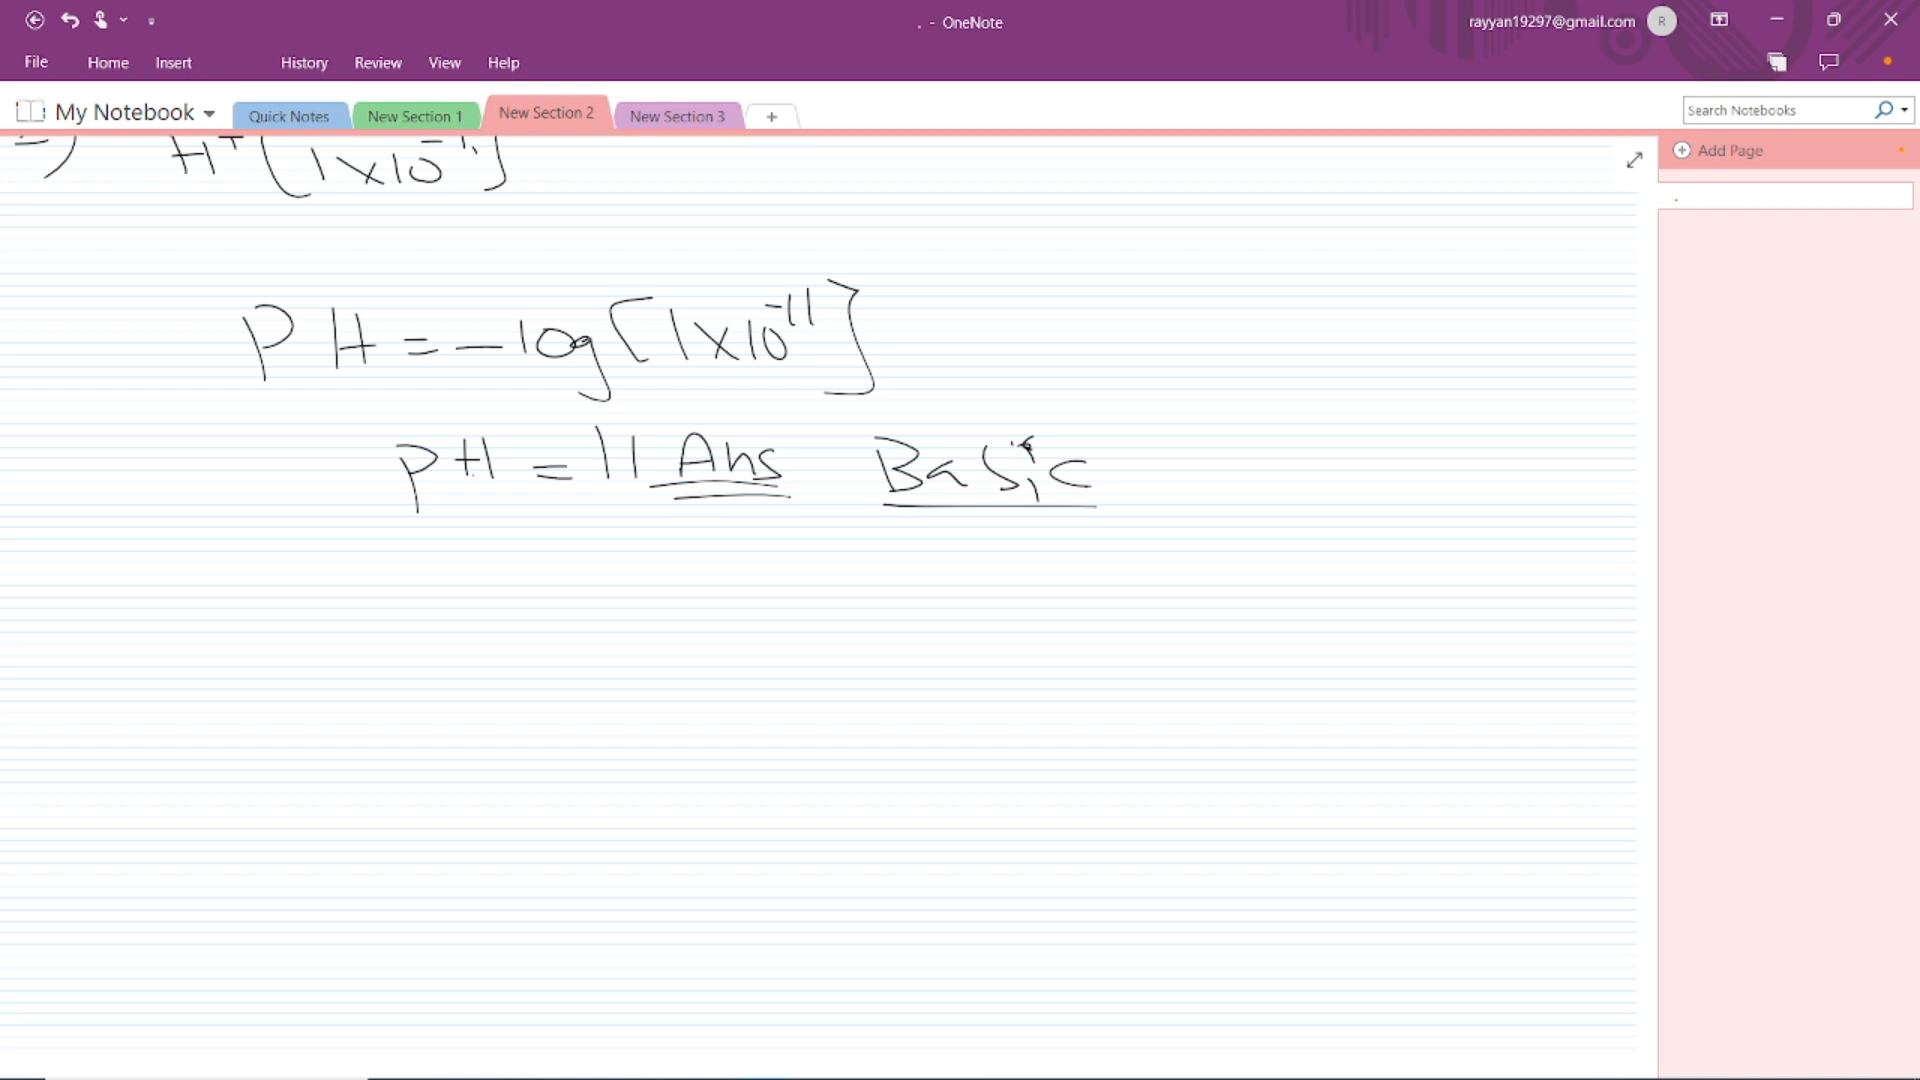 . - OneNote
rayyan19297@gmail.com R
File Home Insert History Review View Help
My Notebook Quick Notes New Section 1 New Section 2 New Section 3 +
Search Notebooks
Add Page
.
H⁺ [1x10⁻¹¹]
PH = -log[1x10⁻¹¹]
pH = 11 Ans Basic